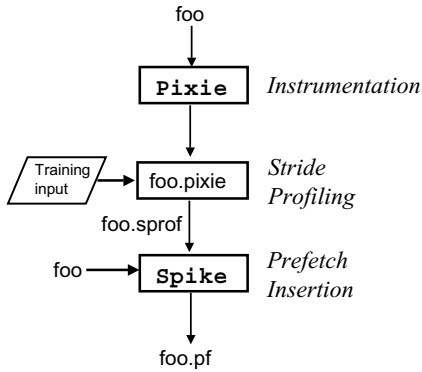 foo
Pixie
Instrumentation
Training
input
foo.pixie
Stride
Profiling
foo.sprof
foo
Spike
Prefetch
Insertion
foo.pf